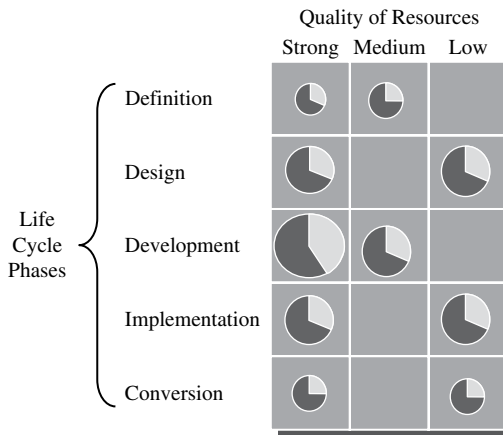 Quality of Resources
Strong Medium Low
Definition
Design
Life
Cycle
Phases
Development
Implementation
Conversion